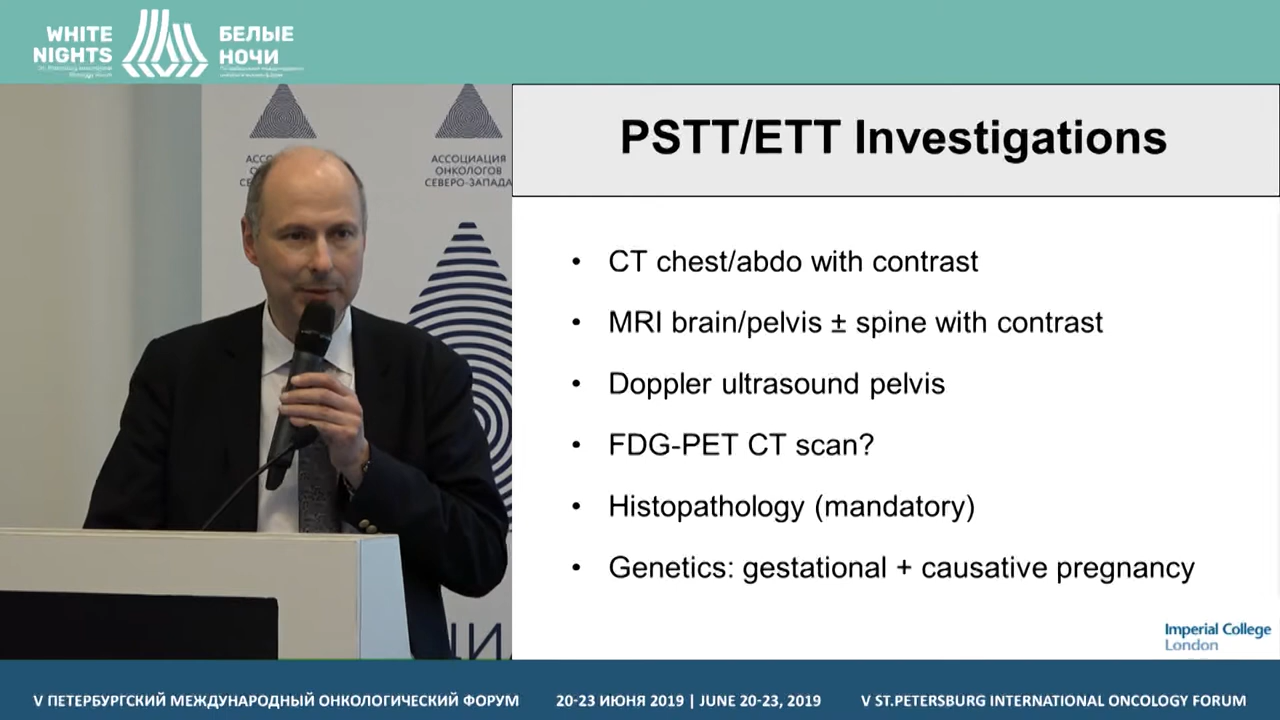 WHITE
NIGHTS
БЕЛЫЕ
НОЧИ
АССОЦИАЦИЯ
ОНКОЛОГОВ
СЕВЕРО-ЗАПАДА
PSTT/ETT Investigations
• CT chest/abdo with contrast
• MRI brain/pelvis ± spine with contrast
• Doppler ultrasound pelvis
• FDG-PET CT scan?
• Histopathology (mandatory)
• Genetics: gestational + causative pregnancy
Imperial College
London
V ПЕТЕРБУРГСКИЙ МЕЖДУНАРОДНЫЙ ОНКОЛОГИЧЕСКИЙ ФОРУМ
20-23 ИЮНЯ 2019 | JUNE 20-23, 2019
V ST.PETERSBURG INTERNATIONAL ONCOLOGY FORUM